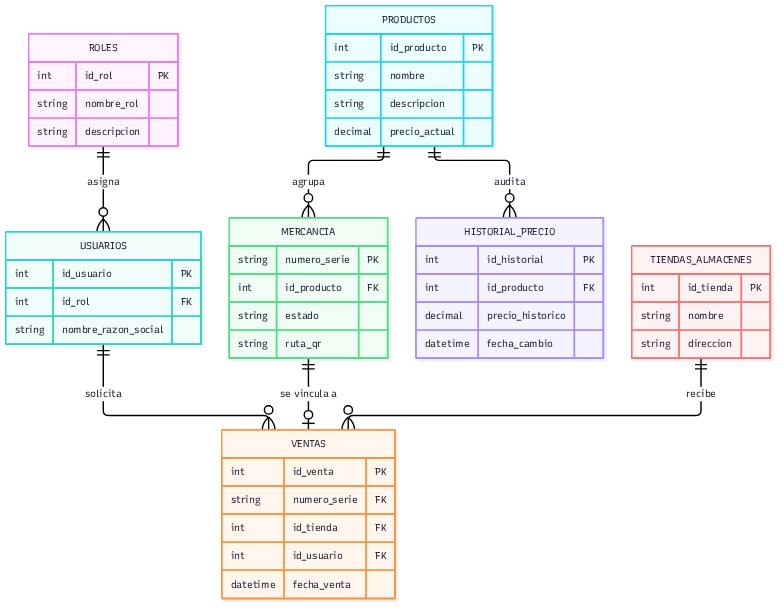 PRODUCTOS
int id_producto PK
string nombre
string descripcion
decimal precio_actual
ROLES
int id_rol PK
string nombre_rol
string descripcion
asigna
agrupa
audita
USUARIOS
int id_usuario PK
int id_rol FK
string nombre_razon_social
MERCANCIA
string numero_serie PK
int id_producto FK
string estado
string ruta_qr
HISTORIAL_PRECIO
int id_historial PK
int id_producto FK
decimal precio_historico
datetime fecha_cambio
TIENDAS_ALMACENES
int id_tienda PK
string nombre
string direccion
solicita
se vincula a
recibe
VENTAS
int id_venta PK
string numero_serie FK
int id_tienda FK
int id_usuario FK
datetime fecha_venta